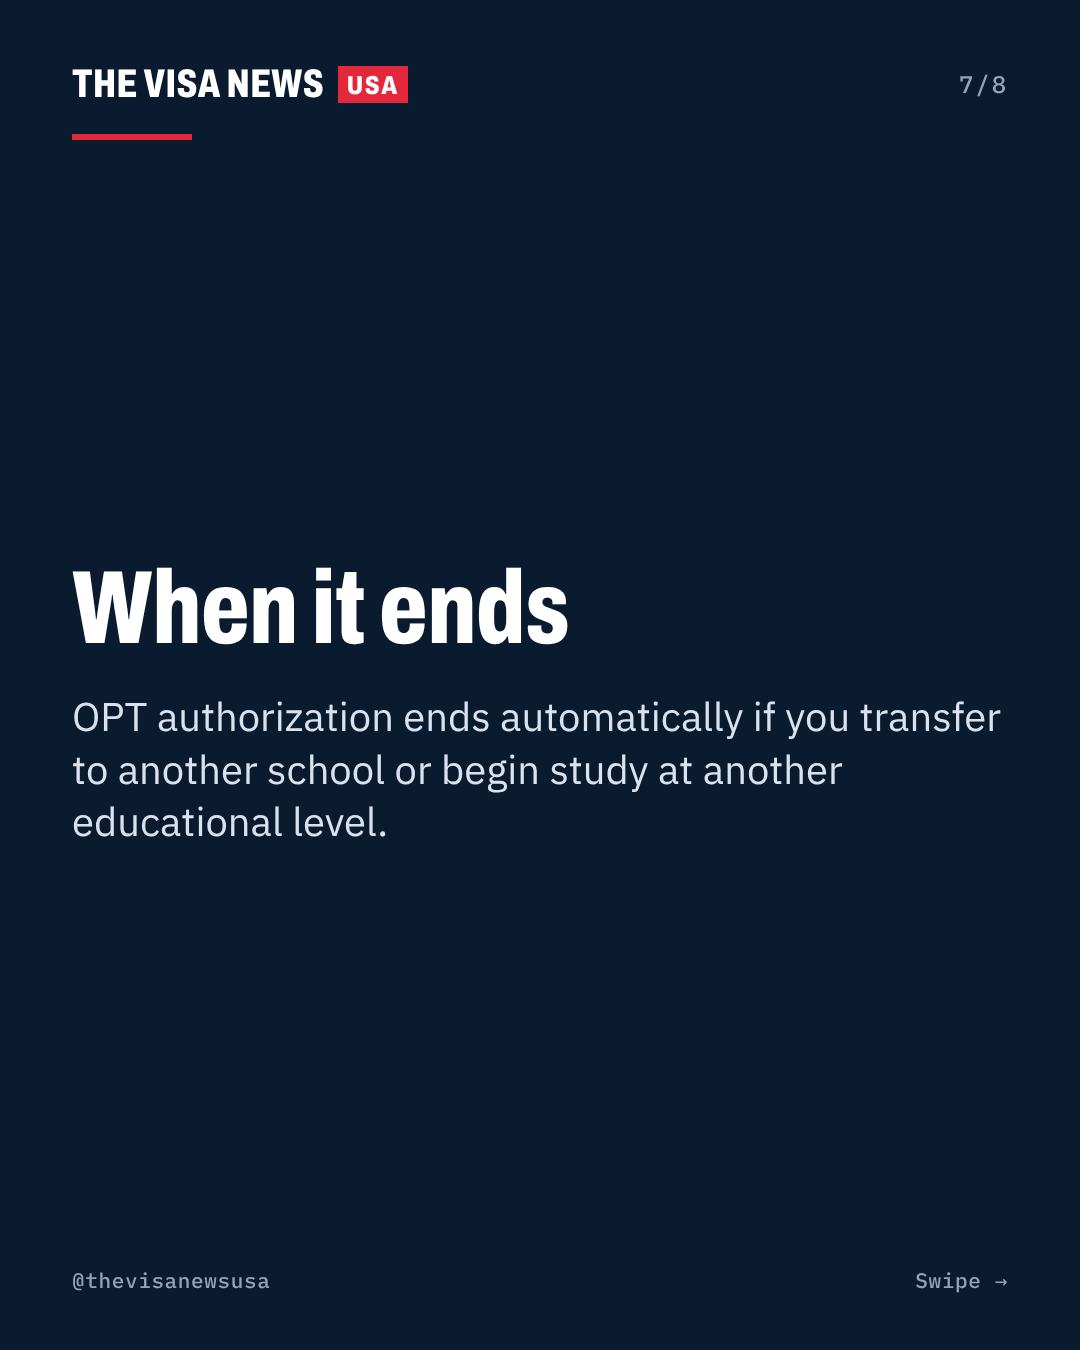 THE VISA NEWS USA
7/8
When it ends
OPT authorization ends automatically if you transfer
to another school or begin study at another
educational level.
@thevisanewsusa
Swipe →